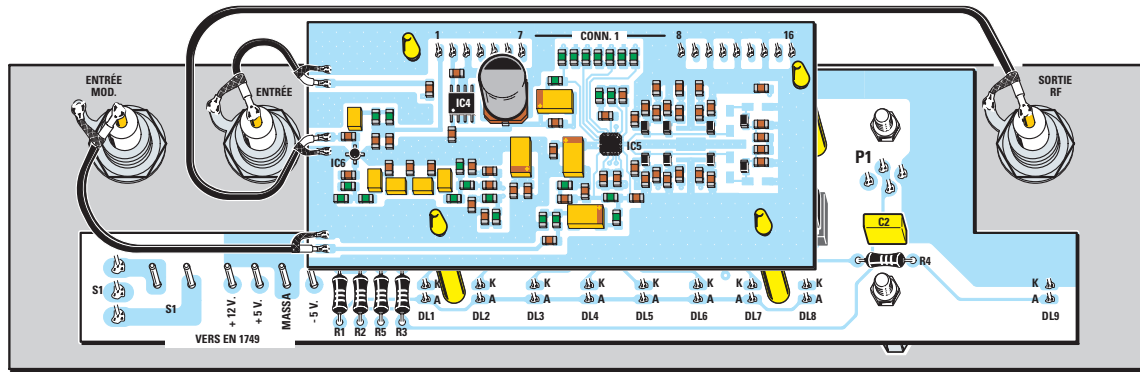 1 7 CONN. 1 8 16
ENTRÉE
MOD.
ENTRÉE
SORTIE
RF
IC4
IC5
IC6
P1
C2
R4
S1
S1
+ 12 V.
+ 5 V.
MASSA
- 5 V.
VERS EN 1749
R1 R2 R5 R3
K K K K K K K K K
A A A A A A A A A
DL1 DL2 DL3 DL4 DL5 DL6 DL7 DL8 DL9